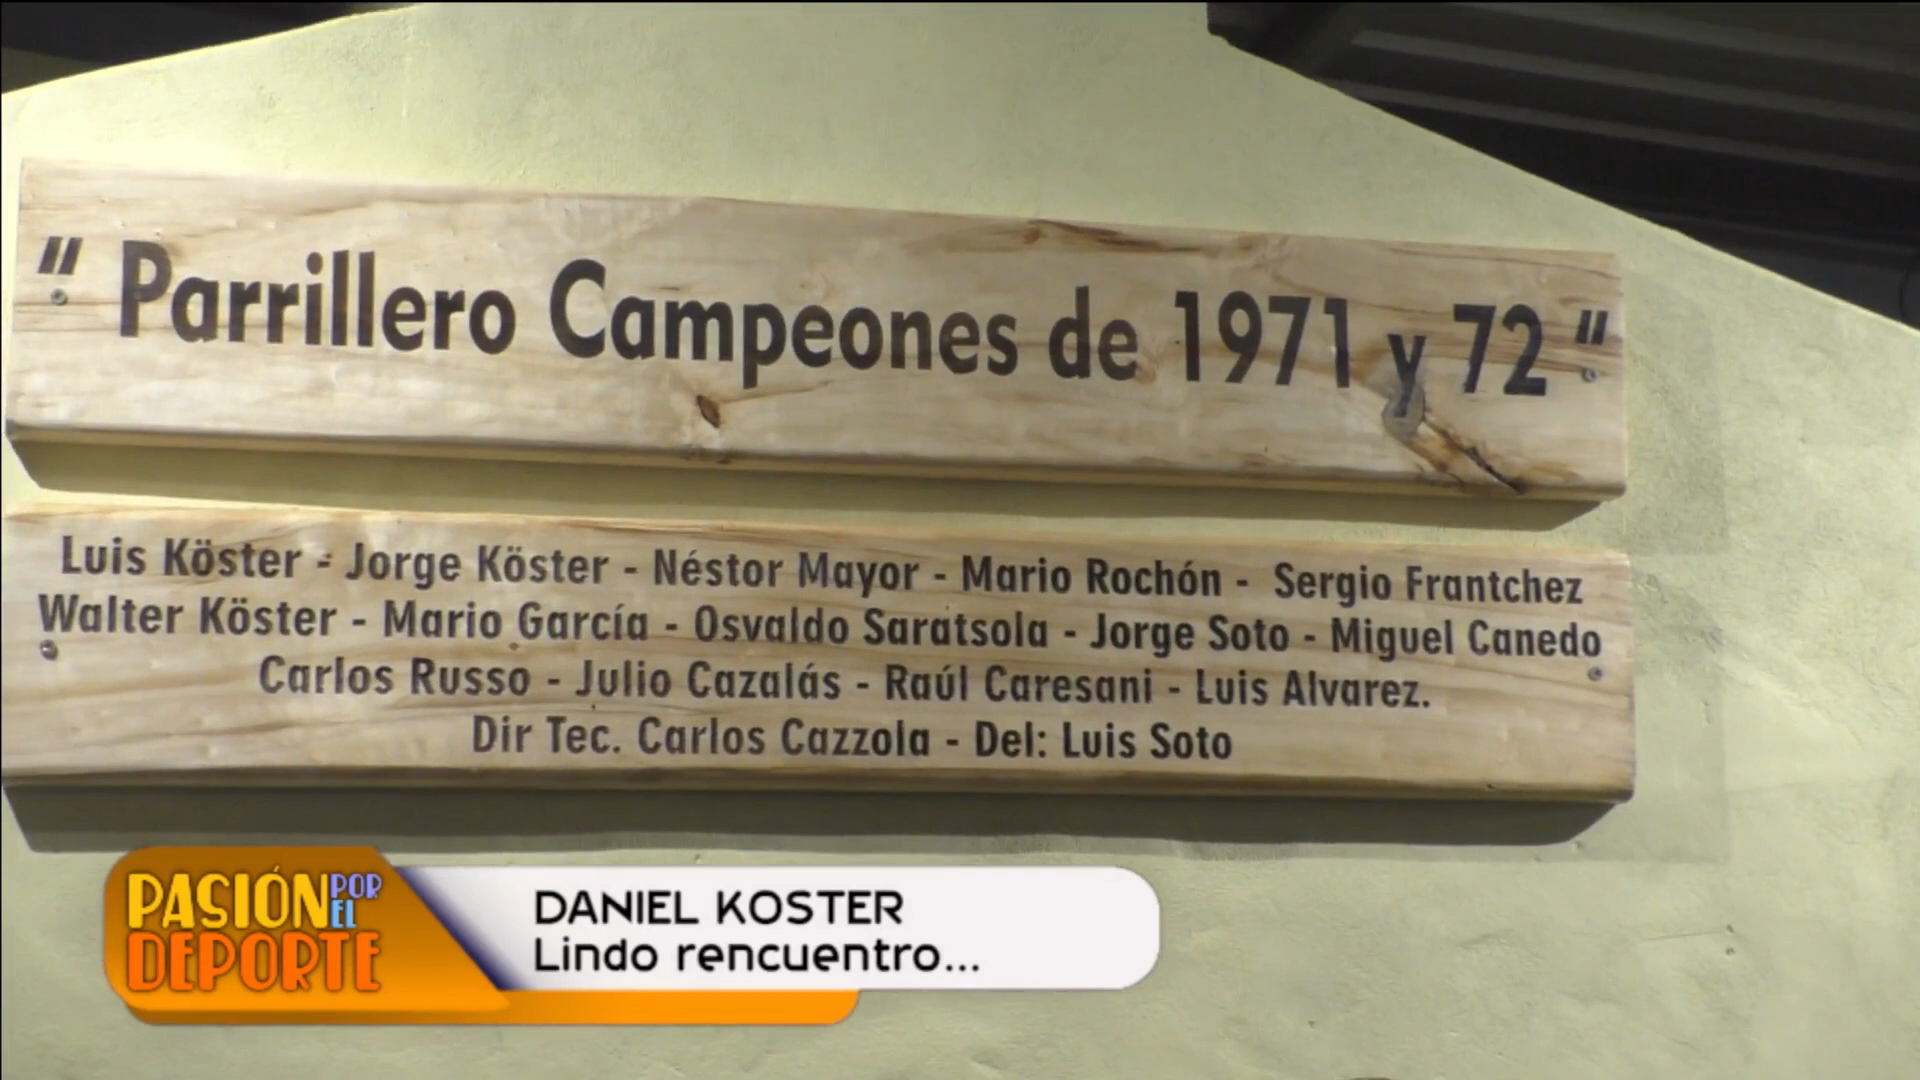 " Parrillero Campeones de 1971 y 72 "
Luis Köster - Jorge Köster - Néstor Mayor - Mario Rochón - Sergio Frantchez
Walter Köster - Mario García - Osvaldo Saratsola - Jorge Soto - Miguel Canedo
Carlos Russo - Julio Cazalás - Raúl Caresani - Luis Alvarez.
Dir Tec. Carlos Cazzola - Del: Luis Soto
PASIÓN POR EL
DEPORTE
DANIEL KOSTER
Lindo rencuentro...